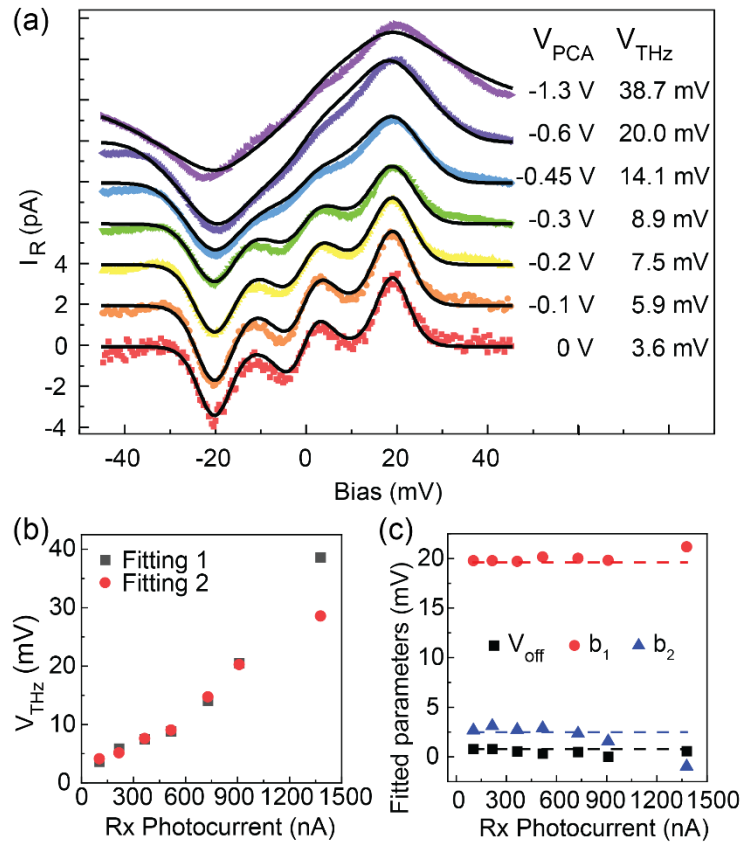 (a)
V_PCA V_THz
-1.3 V 38.7 mV
-0.6 V 20.0 mV
-0.45 V 14.1 mV
-0.3 V 8.9 mV
-0.2 V 7.5 mV
-0.1 V 5.9 mV
0 V 3.6 mV
I_R (pA)
4
2
0
-2
-4
-40 -20 0 20 40
Bias (mV)
(b)
V_THz (mV)
40
30
20
10
0
Fitting 1
Fitting 2
0 300 600 900 1200 1500
Rx Photocurrent (nA)
(c)
Fitted parameters (mV)
20
15
10
5
0
V_off b_1 b_2
0 300 600 900 1200 1500
Rx Photocurrent (nA)